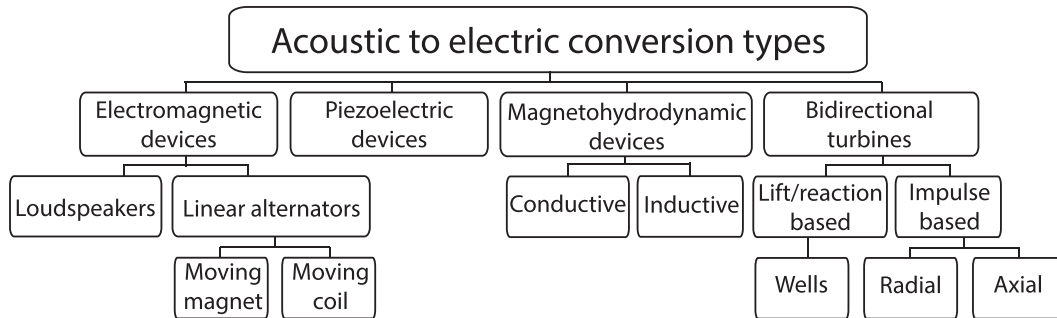 Acoustic to electric conversion types
Electromagnetic
devices
Piezoelectric
devices
Magnetohydrodynamic
devices
Bidirectional
turbines
Loudspeakers
Linear alternators
Conductive
Inductive
Lift/reaction
based
Impulse
based
Moving
magnet
Moving
coil
Wells
Radial
Axial